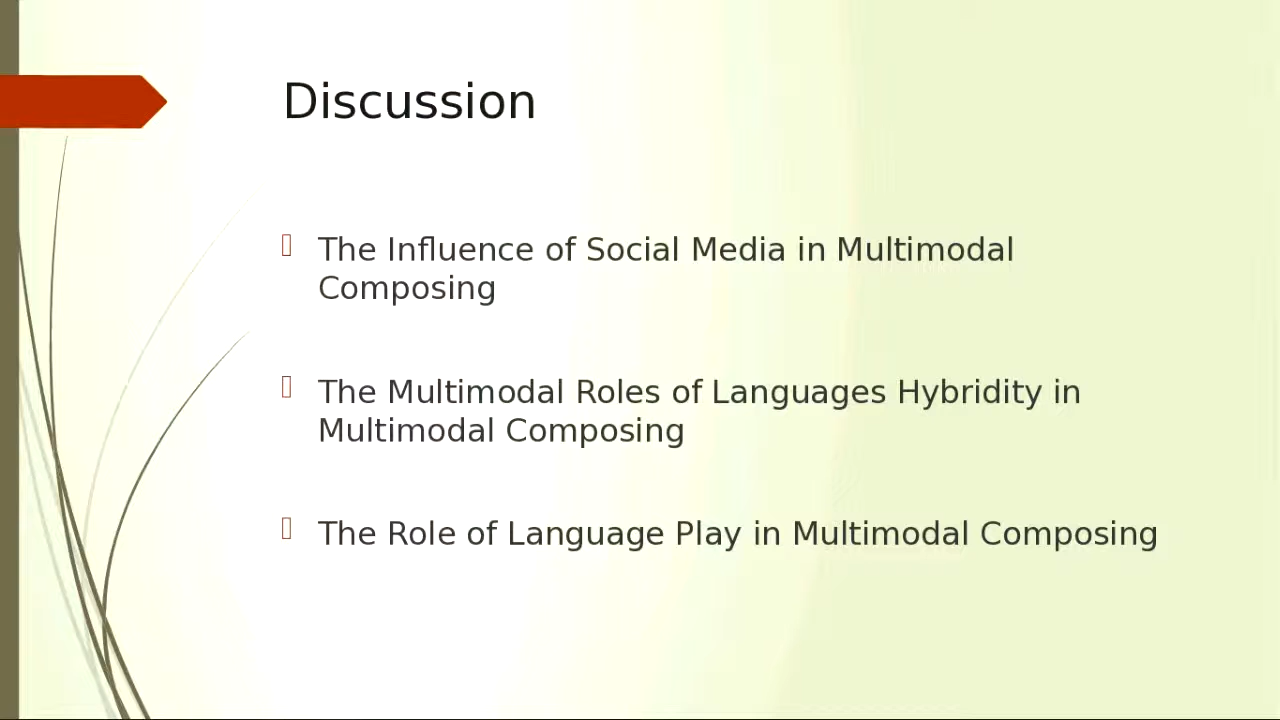 Discussion
The Influence of Social Media in Multimodal
Composing
The Multimodal Roles of Languages Hybridity in
Multimodal Composing
The Role of Language Play in Multimodal Composing